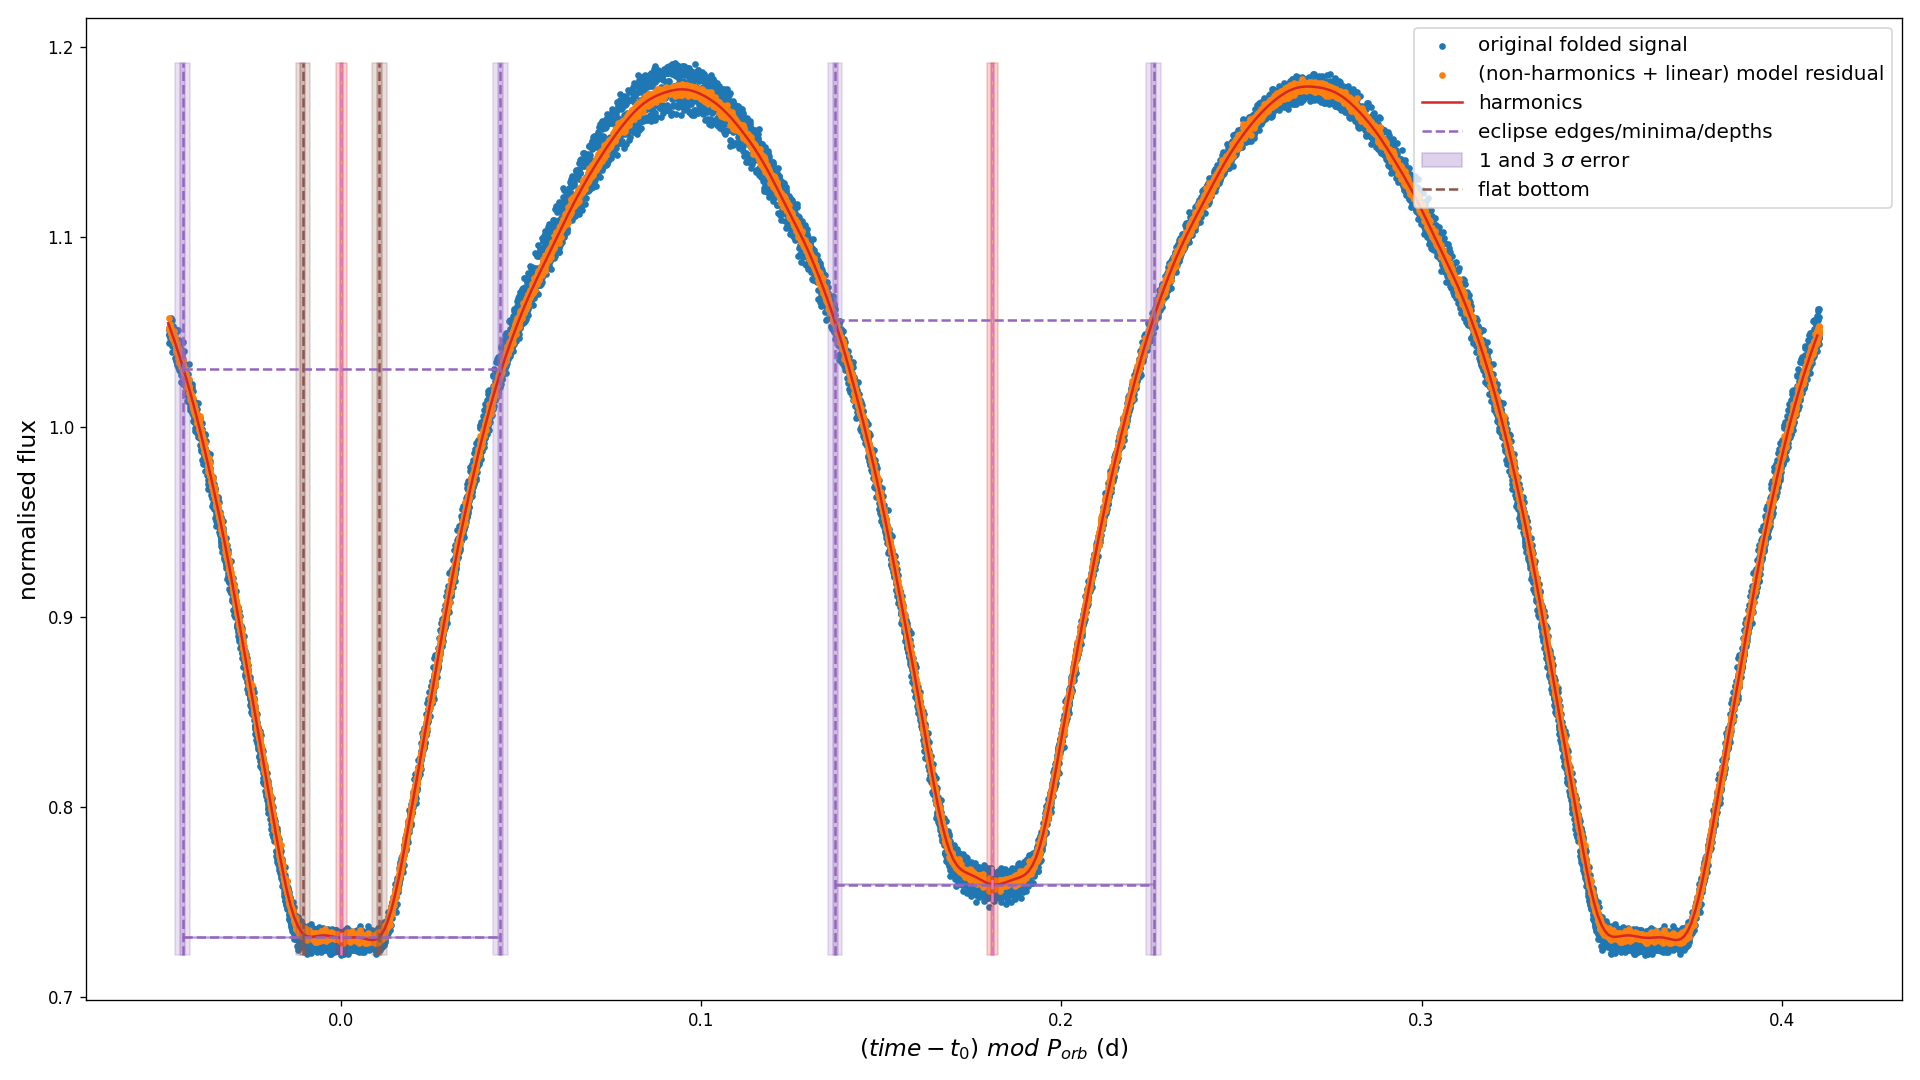 original folded signal
(non-harmonics + linear) model residual
harmonics
eclipse edges/minima/depths
1 and 3 σ error
flat bottom
normalised flux
1.2
1.1
1.0
0.9
0.8
0.7
0.0 0.1 0.2 0.3 0.4
(time − t₀) mod Pₒᵣb (d)